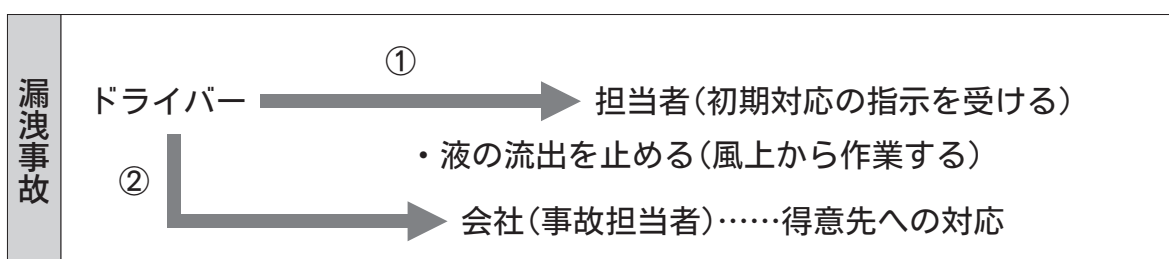 漏洩事故
①
ドライバー
担当者(初期対応の指示を受ける)
・液の流出を止める(風上から作業する)
②
会社(事故担当者)……得意先への対応